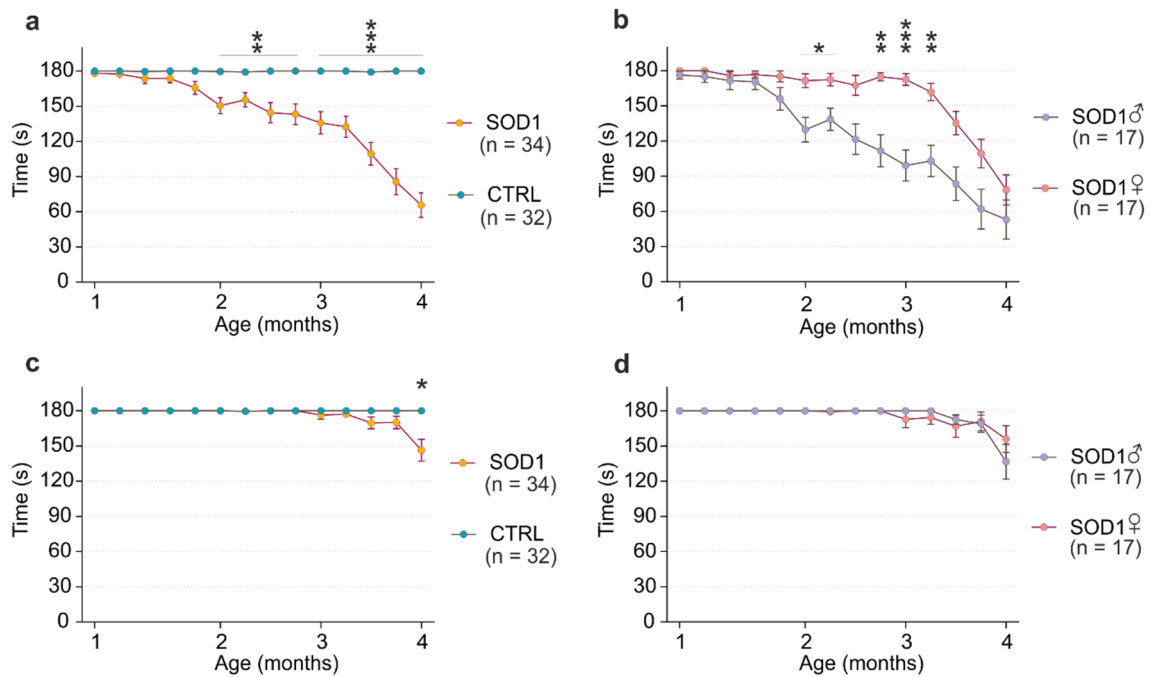 a
**
***
180
150
120
90
60
30
0
Time (s)
1 2 3 4
Age (months)
SOD1
(n = 34)
CTRL
(n = 32)
b
*
**
***
**
180
150
120
90
60
30
0
Time (s)
1 2 3 4
Age (months)
SOD1♂
(n = 17)
SOD1♀
(n = 17)
c
*
180
150
120
90
60
30
0
Time (s)
1 2 3 4
Age (months)
SOD1
(n = 34)
CTRL
(n = 32)
d
180
150
120
90
60
30
0
Time (s)
1 2 3 4
Age (months)
SOD1♂
(n = 17)
SOD1♀
(n = 17)